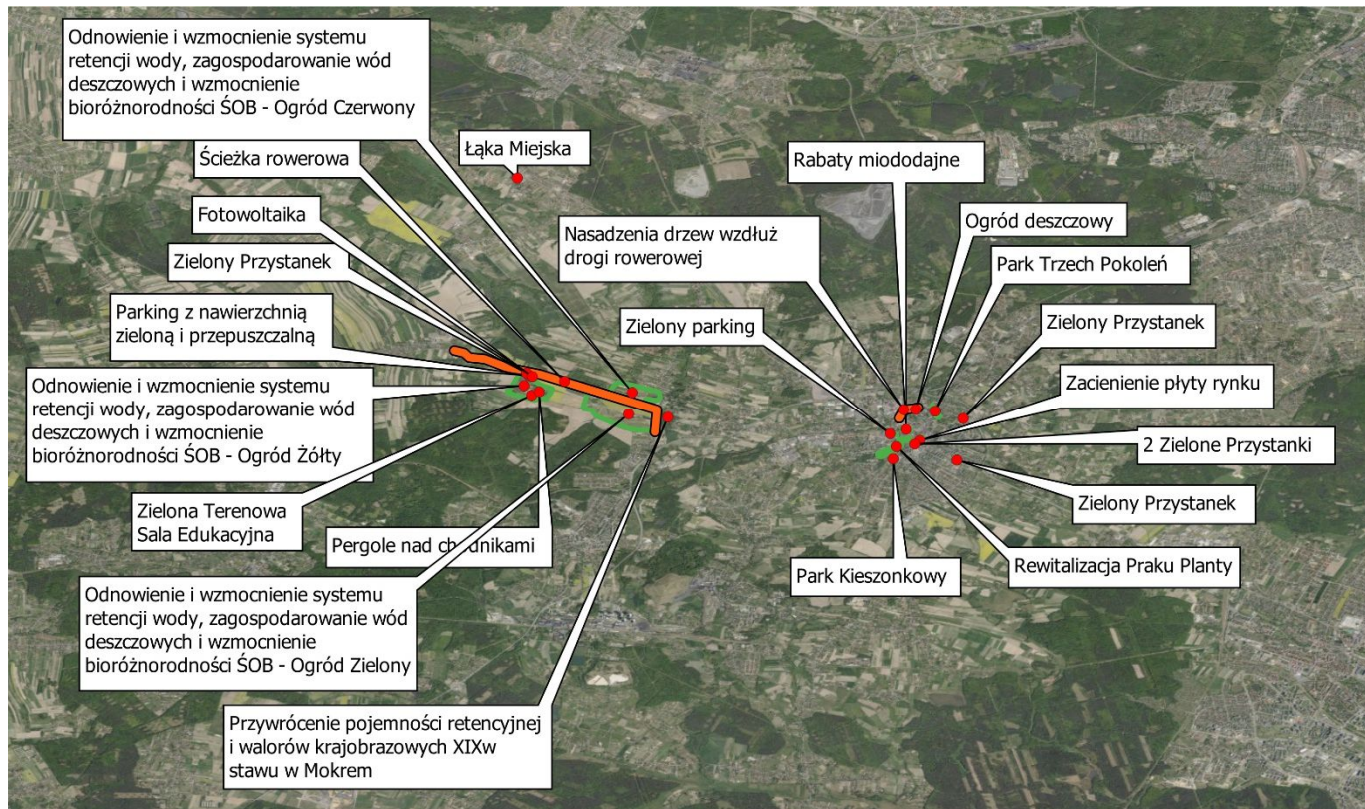 Odnowienie i wzmocnienie systemu
retencji wody, zagospodarowanie wód
deszczowych i wzmocnienie
bioróżnorodności ŚOB - Ogród Czerwony
Ścieżka rowerowa
Łąka Miejska
Fotowoltaika
Zielony Przystanek
Parking z nawierzchnią
zieloną i przepuszczalną
Odnowienie i wzmocnienie systemu
retencji wody, zagospodarowanie wód
deszczowych i wzmocnienie
bioróżnorodności ŚOB - Ogród Żółty
Zielona Terenowa
Sala Edukacyjna
Pergole nad chodnikami
Odnowienie i wzmocnienie systemu
retencji wody, zagospodarowanie wód
deszczowych i wzmocnienie
bioróżnorodności ŚOB - Ogród Zielony
Przywrócenie pojemności retencyjnej
i walorów krajobrazowych XIXw
stawu w Mokrem
Rabaty miododajne
Nasadzenia drzew wzdłuż
drogi rowerowej
Ogród deszczowy
Park Trzech Pokoleń
Zielony parking
Zielony Przystanek
Zacienienie płyty rynku
2 Zielone Przystanki
Zielony Przystanek
Rewitalizacja Praku Planty
Park Kieszonkowy